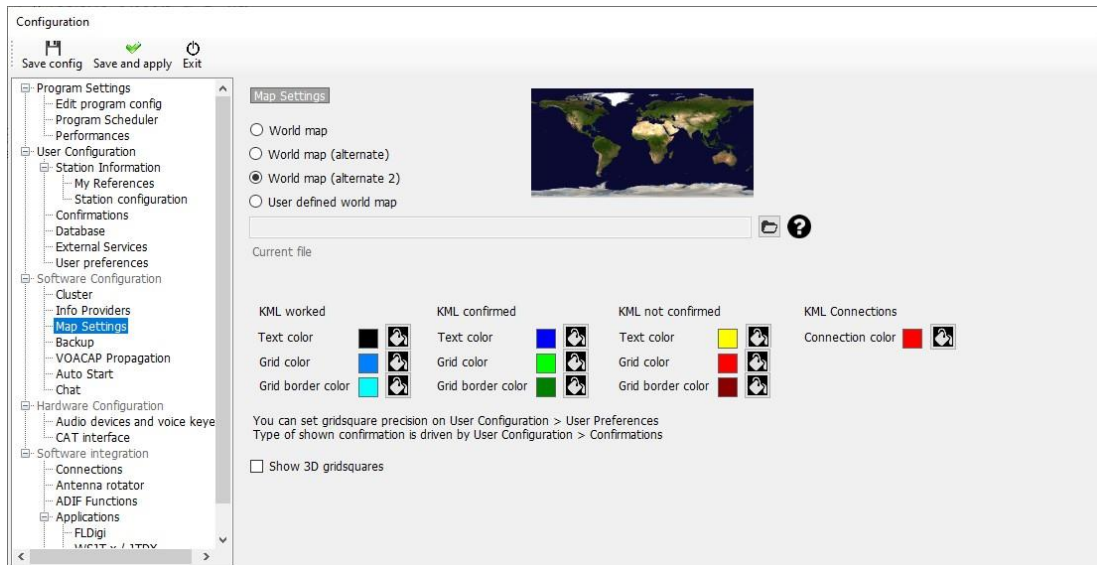 Configuration
Save config Save and apply Exit
Program Settings
Edit program config
Program Scheduler
Performances
User Configuration
Station Information
My References
Station configuration
Confirmations
Database
External Services
User preferences
Software Configuration
Cluster
Info Providers
Map Settings
Backup
VOACAP Propagation
Auto Start
Chat
Hardware Configuration
Audio devices and voice keye
CAT interface
Software integration
Connections
Antenna rotator
ADIF Functions
Applications
FLDigi
WSJT-x / JTDX
Map Settings
World map
World map (alternate)
World map (alternate 2)
User defined world map
?
Current file
KML worked KML confirmed KML not confirmed KML Connections
Text color Text color Text color Connection color
Grid color Grid color Grid color
Grid border color Grid border color Grid border color
You can set gridsquare precision on User Configuration > User Preferences
Type of shown confirmation is driven by User Configuration > Confirmations
Show 3D gridsquares